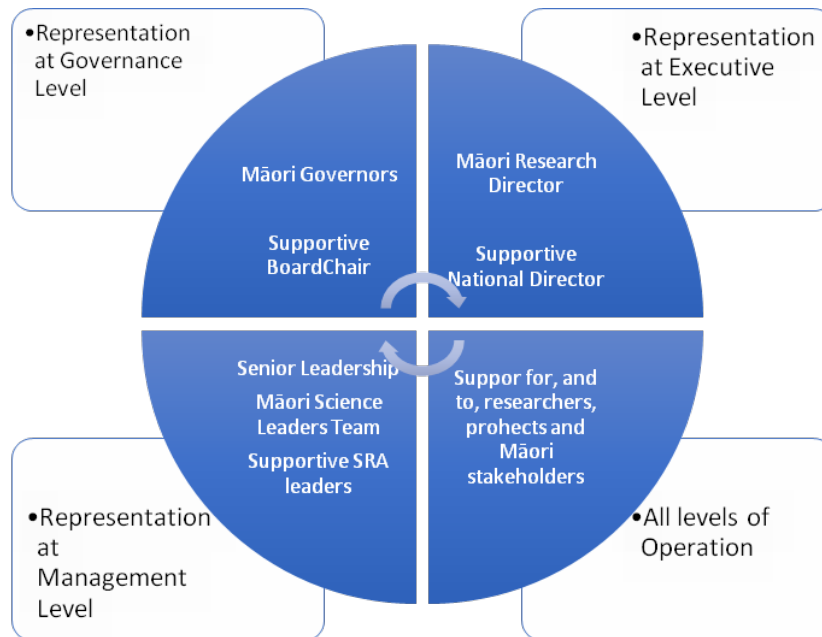 •Representation
at Governance
Level
•Representation
at Executive
Level
Māori Governors
Supportive
BoardChair
Māori Research
Director
Supportive
National Director
Senior Leadership
Māori Science
Leaders Team
Supportive SRA
leaders
Suppor for, and
to, researchers,
prohects and
Māori
stakeholders
•Representation
at
Management
Level
•All levels of
Operation